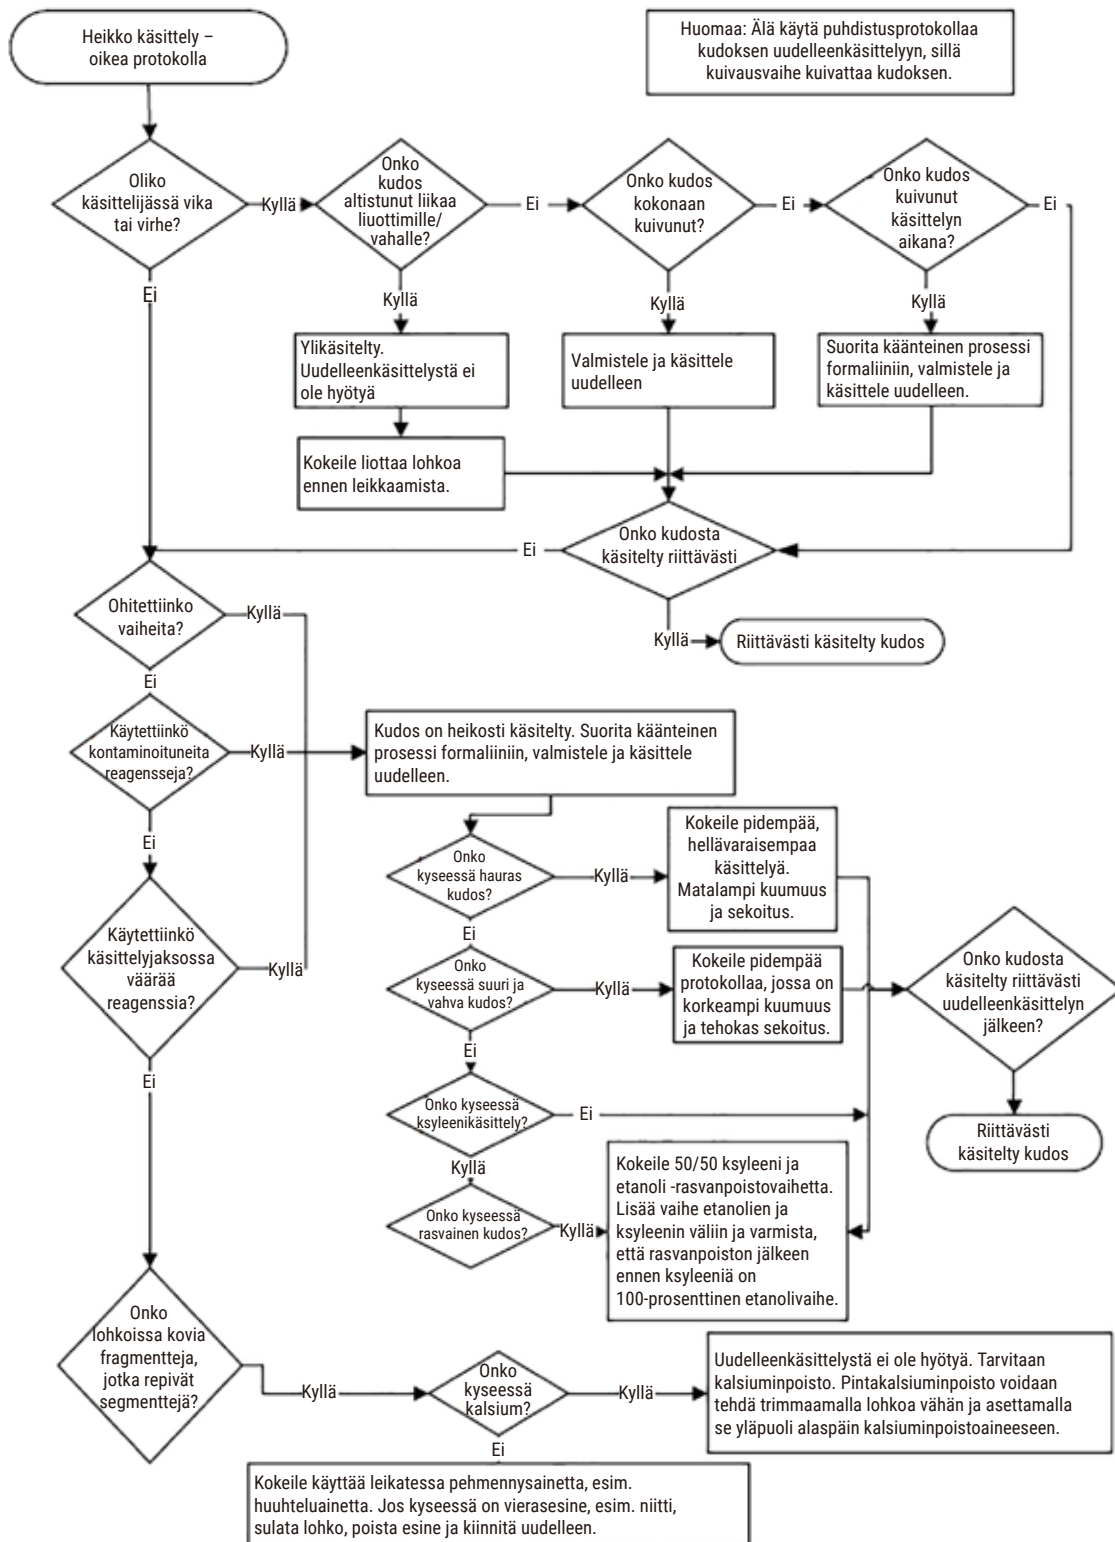 Heikko käsittely –
oikea protokolla
Huomaa: Älä käytä puhdistusprotokollaa
kudoksen uudelleenkäsittelyyn, sillä
kuivausvaihe kuivattaa kudoksen.
Oliko
käsittelijässä vika
tai virhe?
Kyllä
Onko
kudos
altistunut liikaa
liuottimille/
vahalle?
Ei
Onko kudos
kokonaan
kuivunut?
Ei
Onko kudos
kuivunut
käsittelyn
aikana?
Ei
Ei
Kyllä
Kyllä
Kyllä
Ylikäsitelty.
Uudelleenkäsittelystä ei
ole hyötyä
Valmistele ja käsittele
uudelleen
Suorita käänteinen prosessi
formaliiniin, valmistele ja
käsittele uudelleen.
Kokeile liottaa lohkoa
ennen leikkaamista.
Onko kudosta
käsitelty riittävästi
Ei
Kyllä
Riittävästi käsitelty kudos
Ohitettiinko
vaiheita?
Kyllä
Ei
Käytettiinkö
kontaminoituneita
reagensseja?
Kyllä
Kudos on heikosti käsitelty. Suorita käänteinen
prosessi formaliiniin, valmistele ja käsittele
uudelleen.
Ei
Käytettiinkö
käsittelyjaksossa
väärää
reagenssia?
Kyllä
Ei
Onko
kyseessä hauras
kudos?
Kyllä
Kokeile pidempää,
hellävaraisempaa
käsittelyä.
Matalampi kuumuus
ja sekoitus.
Ei
Onko
kyseessä suuri ja
vahva kudos?
Kyllä
Kokeile pidempää
protokollaa, jossa on
korkeampi kuumuus
ja tehokas sekoitus.
Onko kudosta
käsitelty riittävästi
uudelleenkäsittelyn
jälkeen?
Ei
Onko kyseessä
ksyleenikäsittely?
Ei
Riittävästi
käsitelty kudos
Kyllä
Onko kyseessä
rasvainen kudos?
Kyllä
Kokeile 50/50 ksyleeni ja
etanoli -rasvanpoistovaihetta.
Lisää vaihe etanolien ja
ksyleenin väliin ja varmista,
että rasvanpoiston jälkeen
ennen ksyleeniä on
100-prosenttinen etanolivaihe.
Onko
lohkoissa kovia
fragmentteja,
jotka repivät
segmenttejä?
Kyllä
Onko
kyseessä
kalsium?
Kyllä
Uudelleenkäsittelystä ei ole hyötyä. Tarvitaan
kalsiuminpoisto. Pintakalsiuminpoisto voidaan
tehdä trimmaamalla lohkoa vähän ja asettamalla
se yläpuoli alaspäin kalsiuminpoistoaineeseen.
Ei
Kokeile käyttää leikatessa pehmennysainetta, esim.
huuhteluainetta. Jos kyseessä on vierasesine, esim. niitti,
sulata lohko, poista esine ja kiinnitä uudelleen.